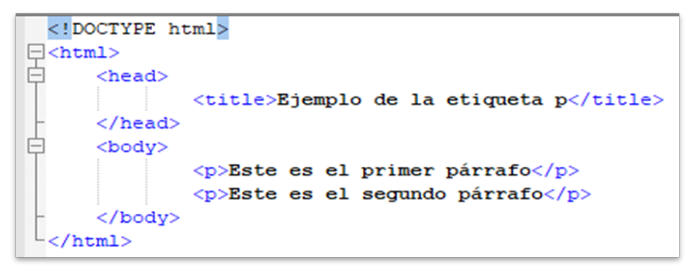 <!DOCTYPE html>
<html>
<head>
<title>Ejemplo de la etiqueta p</title>
</head>
<body>
<p>Este es el primer párrafo</p>
<p>Este es el segundo párrafo</p>
</body>
</html>